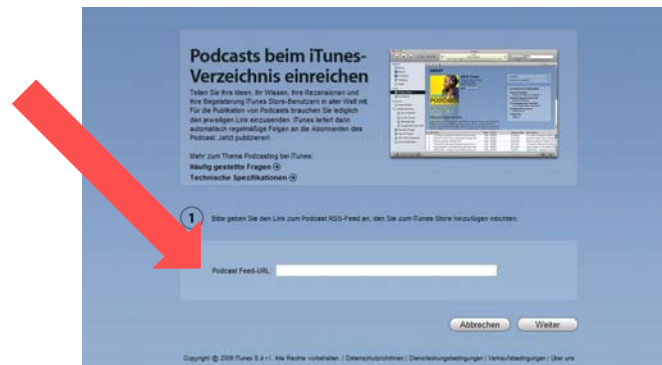 Podcasts beim iTunes-
Verzeichnis einreichen
Teilen Sie Ihre Ideen, Ihr Wissen, Ihre Rezensionen und
Ihre Begeisterung iTunes Store-Benutzern in aller Welt mit.
Für die Publikation von Podcasts brauchen Sie lediglich
den jeweiligen Link einzusenden. iTunes liefert dann
automatisch regelmäßige Folgen an die Abonnenten des
Podcast. Jetzt publizieren!
Mehr zum Thema Podcasting bei iTunes:
Häufig gestellte Fragen
Technische Spezifikationen
1 Bitte geben Sie den Link zum Podcast RSS-Feed an, den Sie zum iTunes Store hinzufügen möchten.
Podcast Feed-URL:
Abbrechen Weiter
Copyright © 2009 iTunes S.à r.l. Alle Rechte vorbehalten. | Datenschutzrichtlinien | Dienstleistungsbedingungen | Verkaufsbedingungen | Über uns